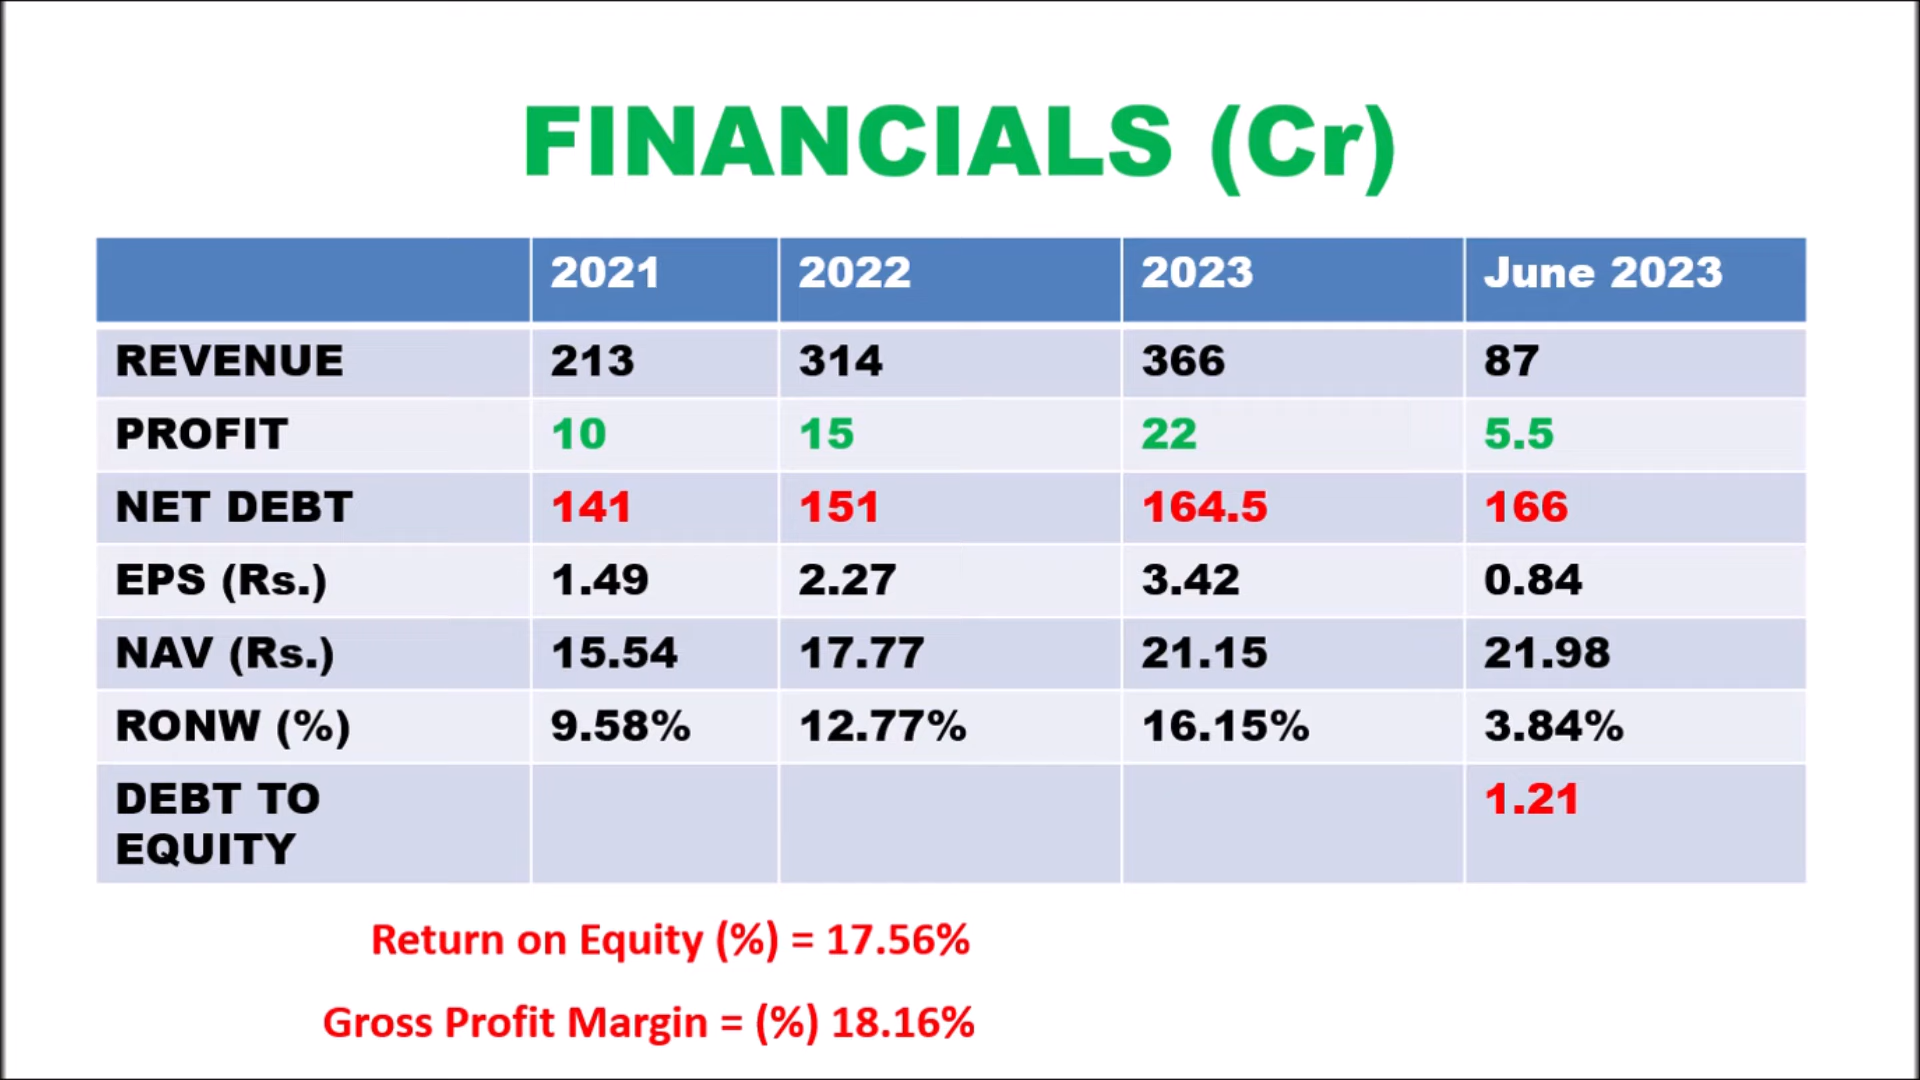 FINANCIALS (Cr)
2021 2022 2023 June 2023
REVENUE 213 314 366 87
PROFIT 10 15 22 5.5
NET DEBT 141 151 164.5 166
EPS (Rs.) 1.49 2.27 3.42 0.84
NAV (Rs.) 15.54 17.77 21.15 21.98
RONW (%) 9.58% 12.77% 16.15% 3.84%
DEBT TO 1.21
EQUITY
Return on Equity (%) = 17.56%
Gross Profit Margin = (%) 18.16%